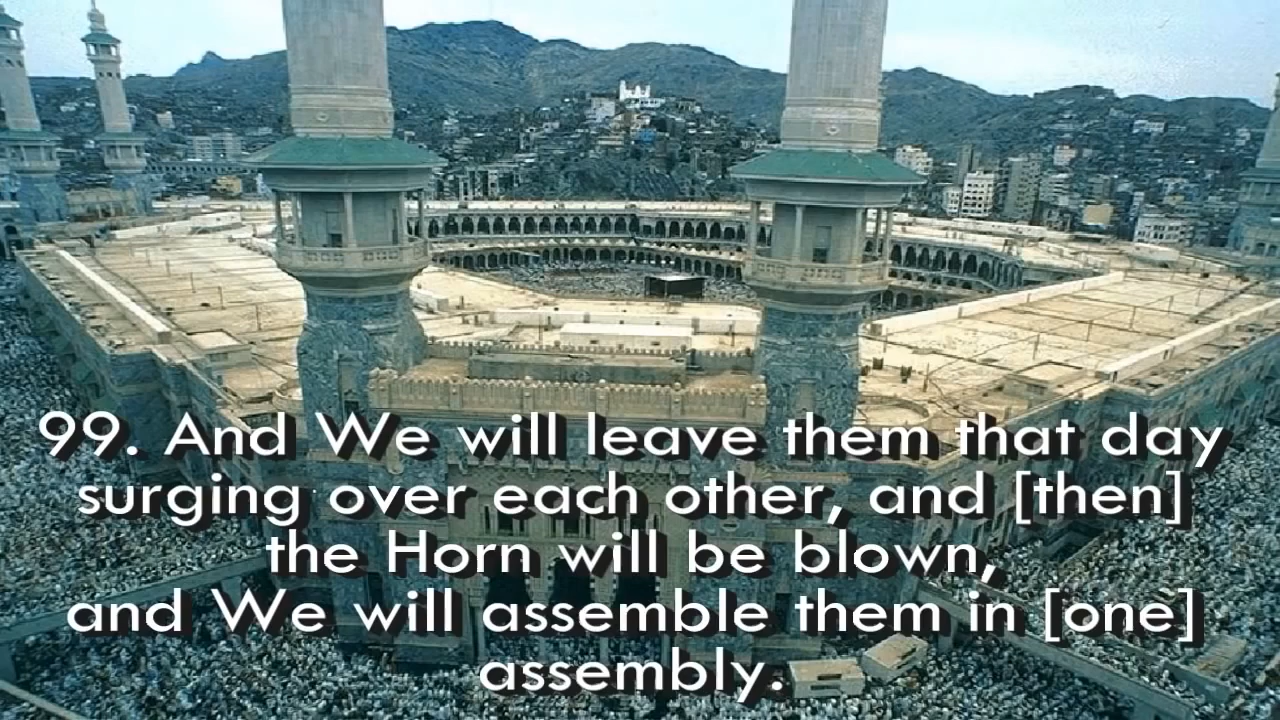 99. And We will leave them that day
surging over each other, and [then]
the Horn will be blown,
and We will assemble them in [one]
assembly.